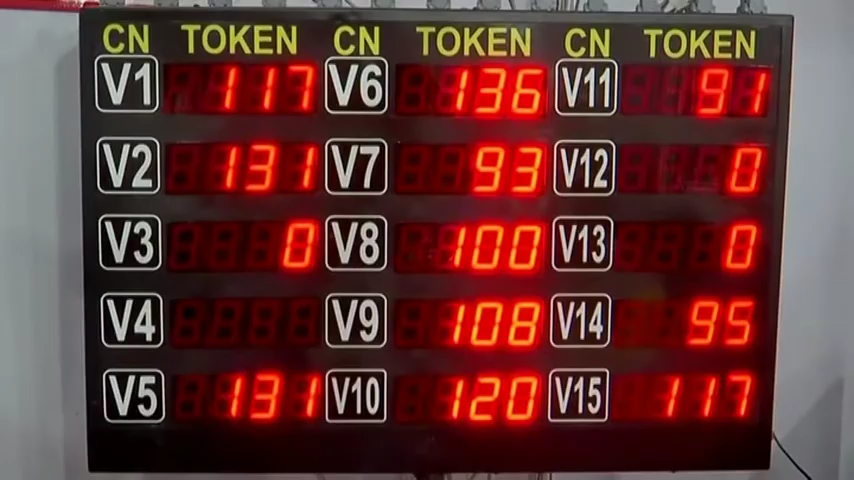 CN TOKEN CN TOKEN CN TOKEN
V1 117 V6 136 V11 91
V2 131 V7 93 V12 0
V3 0 V8 100 V13 0
V4 V9 108 V14 95
V5 131 V10 120 V15 117